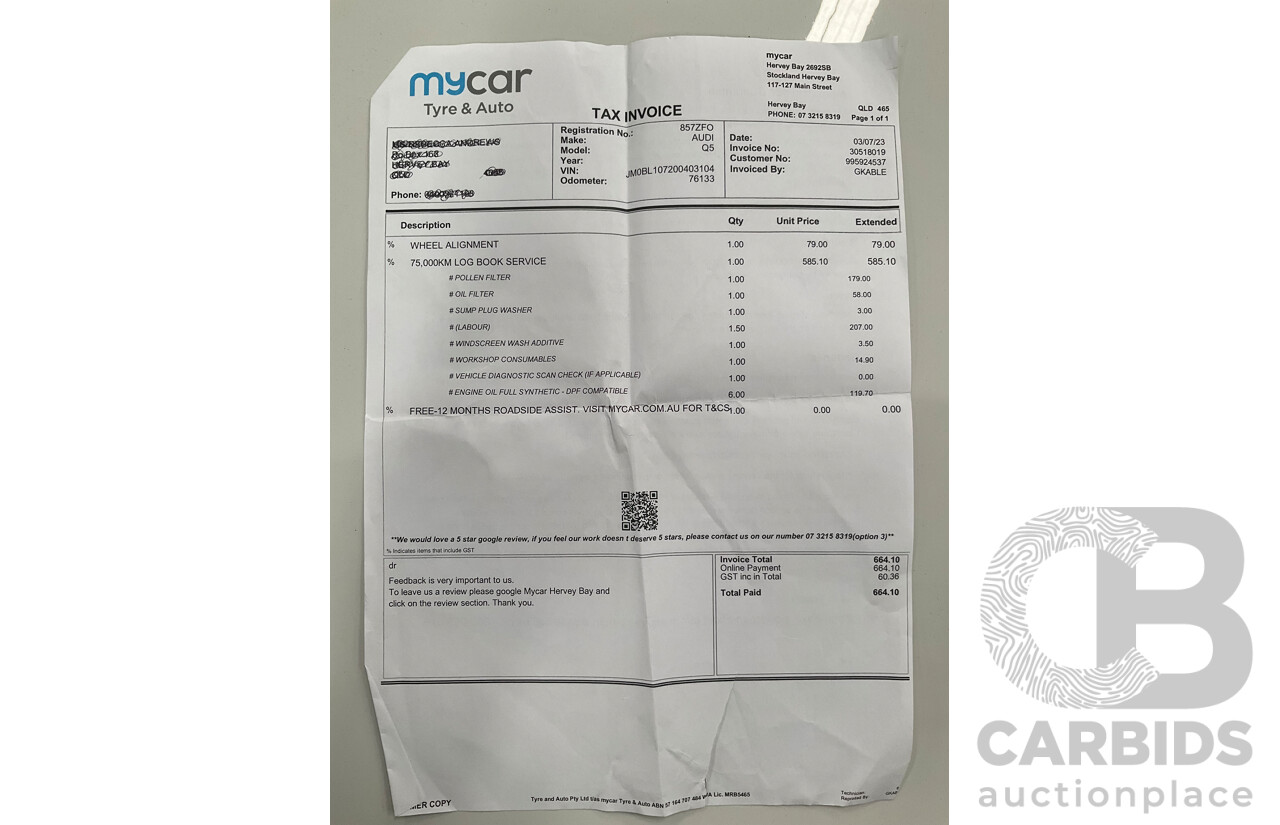 mycar
Tyre & Auto
TAX INVOICE
mycar
Hervey Bay 2692SB
Stockland Hervey Bay
117-127 Main Street
Hervey Bay QLD 465
PHONE: 07 3215 8319 Page 1 of 1
Phone:
Registration No.: 857ZFO
Make: AUDI
Model: Q5
Year:
VIN: JM0BL107200403104
Odometer: 76133
Date: 03/07/23
Invoice No: 30518019
Customer No: 995924537
Invoiced By: GKABLE
Description Qty Unit Price Extended
% WHEEL ALIGNMENT 1.00 79.00 79.00
% 75,000KM LOG BOOK SERVICE 1.00 585.10 585.10
# POLLEN FILTER 1.00 179.00
# OIL FILTER 1.00 58.00
# SUMP PLUG WASHER 1.00 3.00
# (LABOUR) 1.50 207.00
# WINDSCREEN WASH ADDITIVE 1.00 3.50
# WORKSHOP CONSUMABLES 1.00 14.90
# VEHICLE DIAGNOSTIC SCAN CHECK (IF APPLICABLE) 1.00 0.00
# ENGINE OIL FULL SYNTHETIC - DPF COMPATIBLE 6.00 119.70
% FREE-12 MONTHS ROADSIDE ASSIST. VISIT MYCAR.COM.AU FOR T&CS 1.00 0.00 0.00
**We would love a 5 star google review, if you feel our work doesn t deserve 5 stars, please contact us on our number 07 3215 8319(option 3)**
% Indicates items that include GST
dr
Feedback is very important to us.
To leave us a review please google Mycar Hervey Bay and
click on the review section. Thank you.
Invoice Total 664.10
Online Payment 664.10
GST inc in Total 60.36
Total Paid 664.10
MER COPY
Tyre and Auto Pty Ltd t/as mycar Tyre & Auto ABN 57 164 707 484 Lic. MRB5465
Technician:
CB
CARBIDS
auctionplace